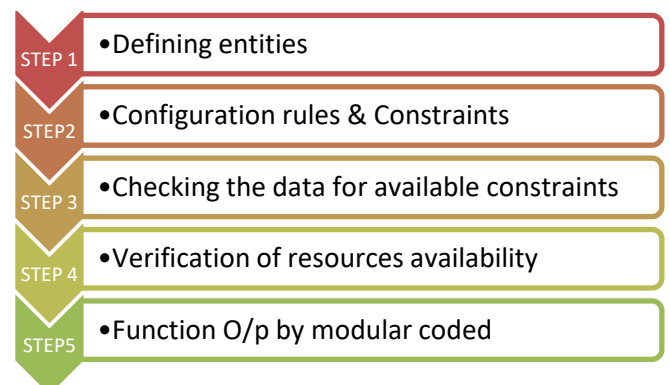 STEP 1
•Defining entities
STEP2
•Configuration rules & Constraints
STEP 3
•Checking the data for available constraints
STEP 4
•Verification of resources availability
STEP5
•Function O/p by modular coded